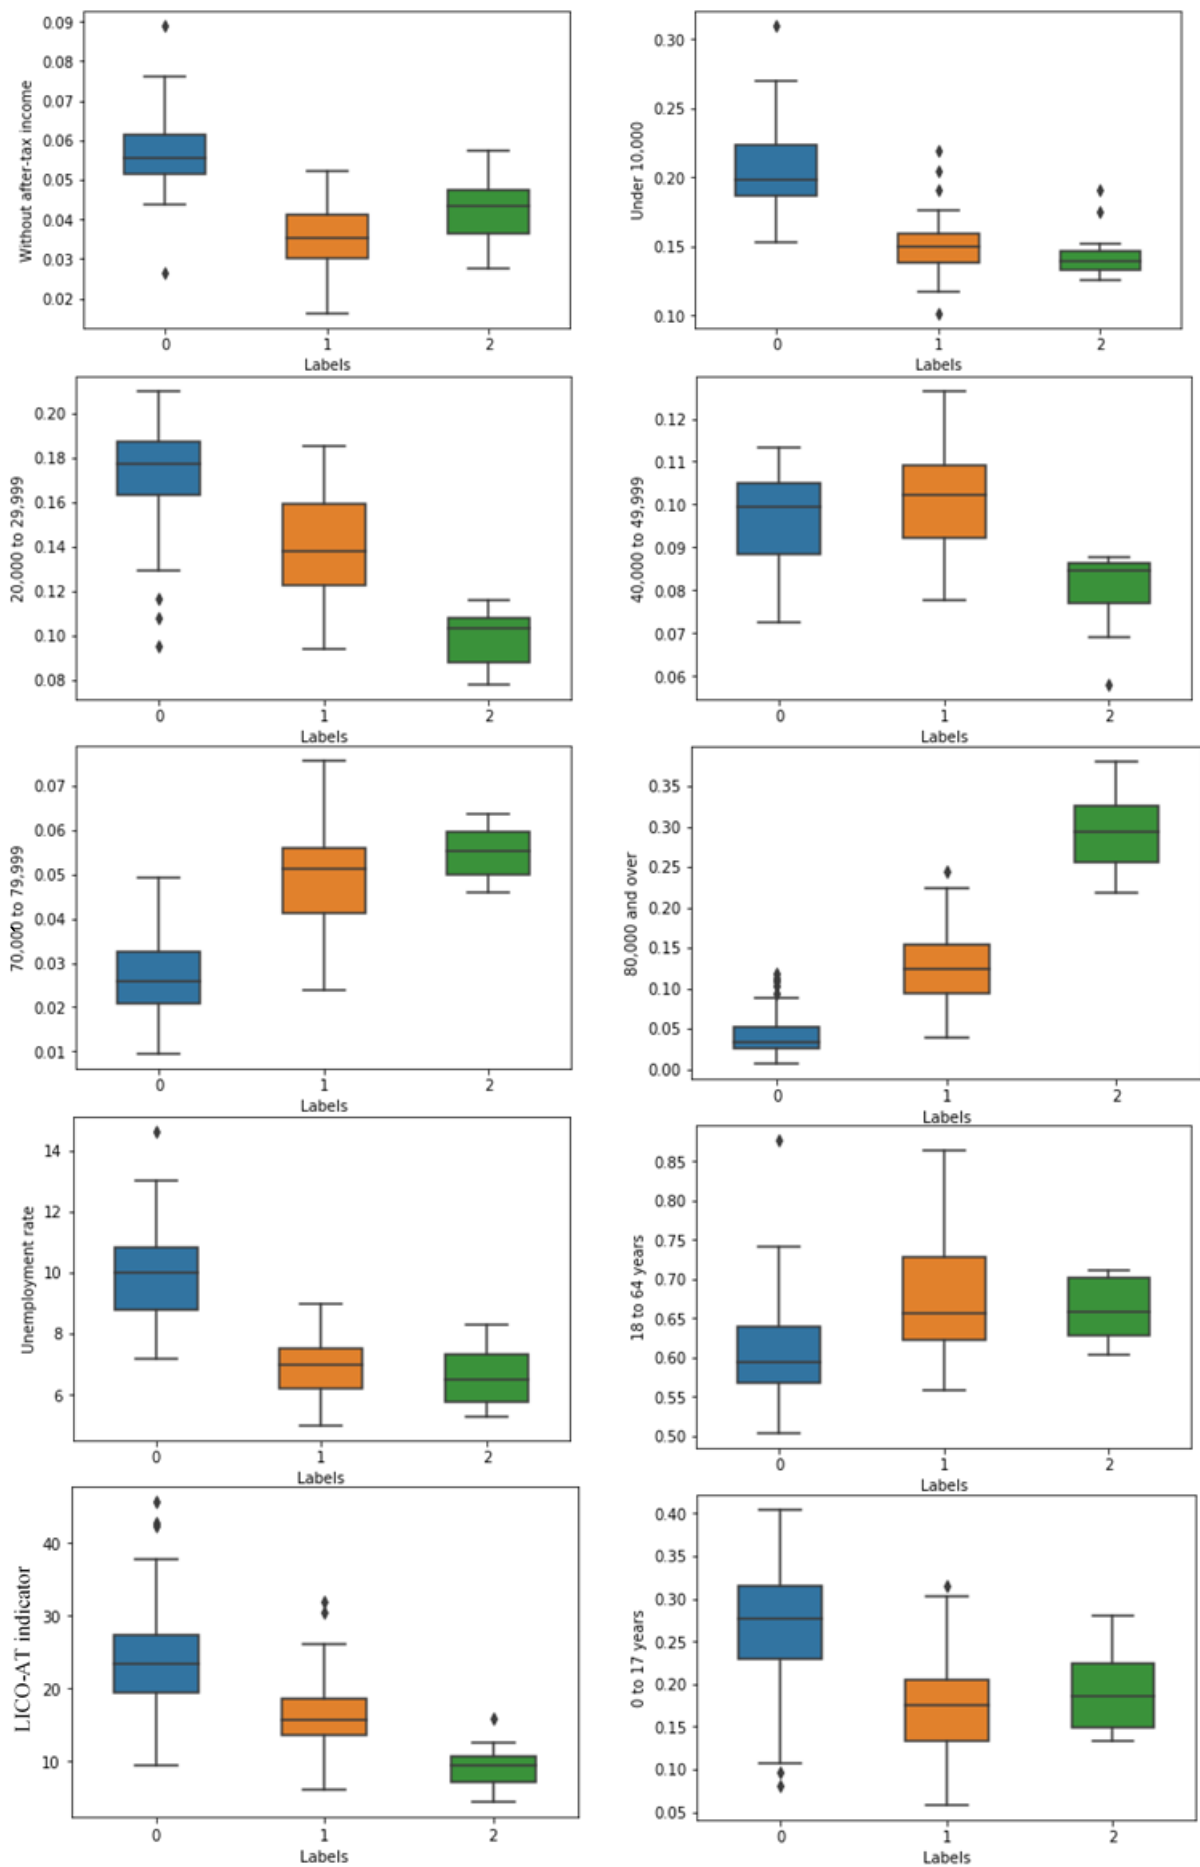 Without after-tax income
0.09
0.08
0.07
0.06
0.05
0.04
0.03
0.02
0 1 2
Labels
Under 10,000
0.30
0.25
0.20
0.15
0.10
0 1 2
Labels
20,000 to 29,999
0.20
0.18
0.16
0.14
0.12
0.10
0.08
0 1 2
Labels
40,000 to 49,999
0.12
0.11
0.10
0.09
0.08
0.07
0.06
0 1 2
Labels
70,000 to 79,999
0.07
0.06
0.05
0.04
0.03
0.02
0.01
0 1 2
Labels
80,000 and over
0.35
0.30
0.25
0.20
0.15
0.10
0.05
0.00
0 1 2
Labels
Unemployment rate
14
12
10
8
6
0 1 2
Labels
18 to 64 years
0.85
0.80
0.75
0.70
0.65
0.60
0.55
0.50
0 1 2
Labels
LICO-AT indicator
40
30
20
10
0 1 2
Labels
0 to 17 years
0.40
0.35
0.30
0.25
0.20
0.15
0.10
0.05
0 1 2
Labels